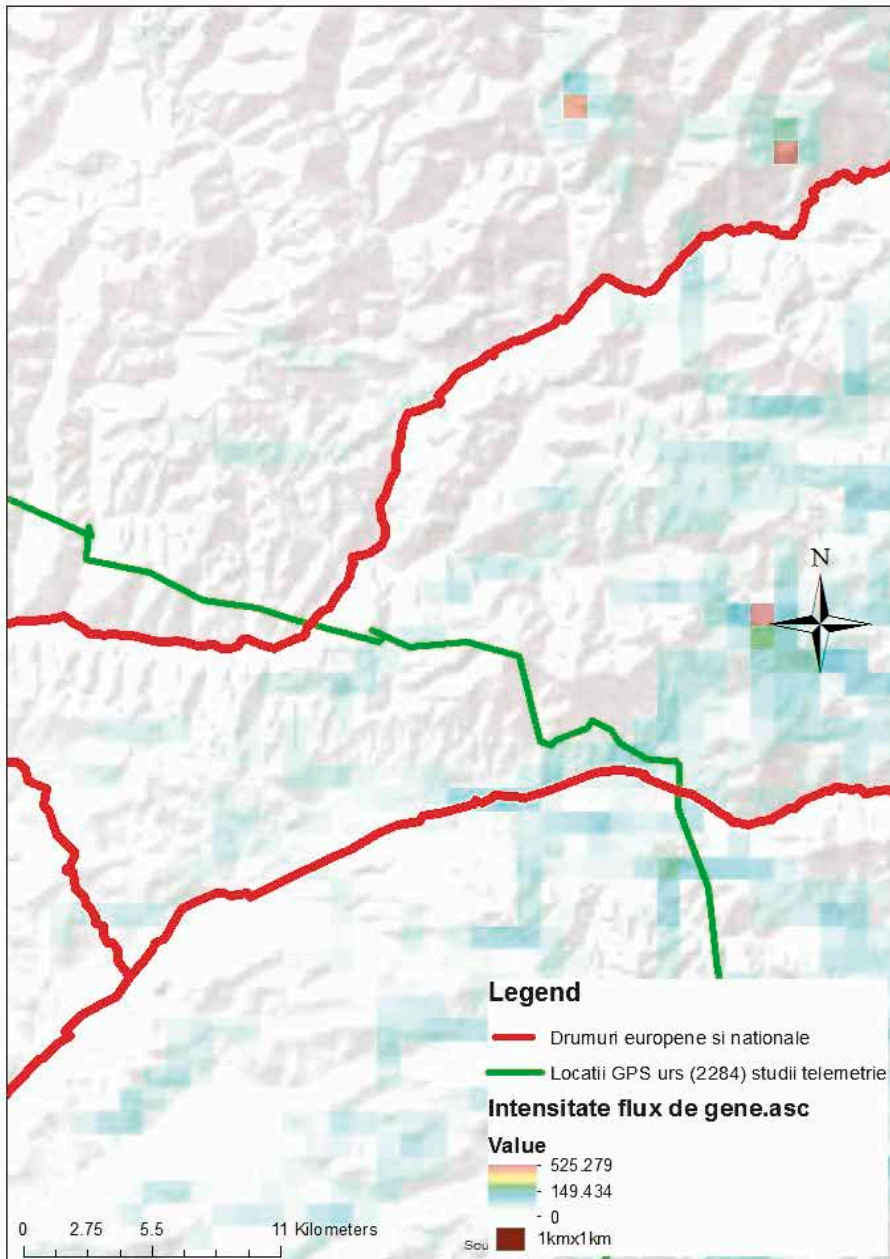 N
Legend
Drumuri europene si nationale
Locatii GPS urs (2284) studii telemetrie
Intensitate flux de gene.asc
Value
525.279
149.434
0
1kmx1km
0 2.75 5.5 11 Kilometers
Sou